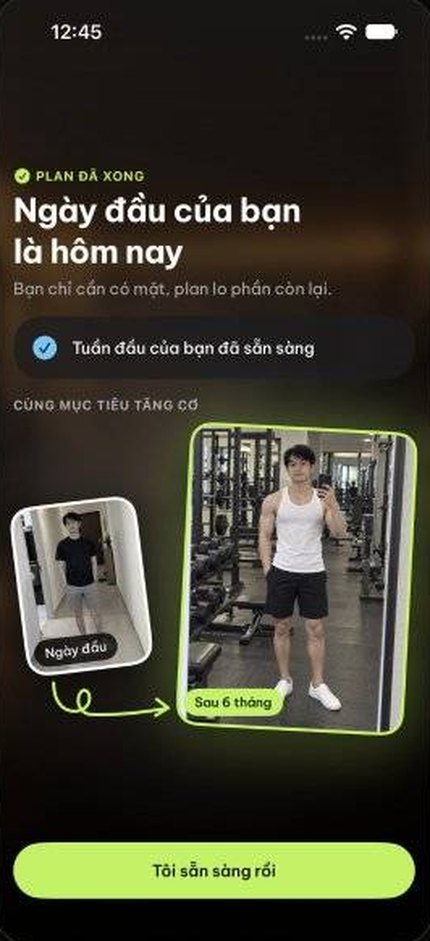 12:45
PLAN ĐÃ XONG
Ngày đầu của bạn
là hôm nay
Bạn chỉ cần có mặt, plan lo phần còn lại.
Tuần đầu của bạn đã sẵn sàng
CÙNG MỤC TIÊU TĂNG CƠ
Ngày đầu
Sau 6 tháng
Tôi sẵn sàng rồi